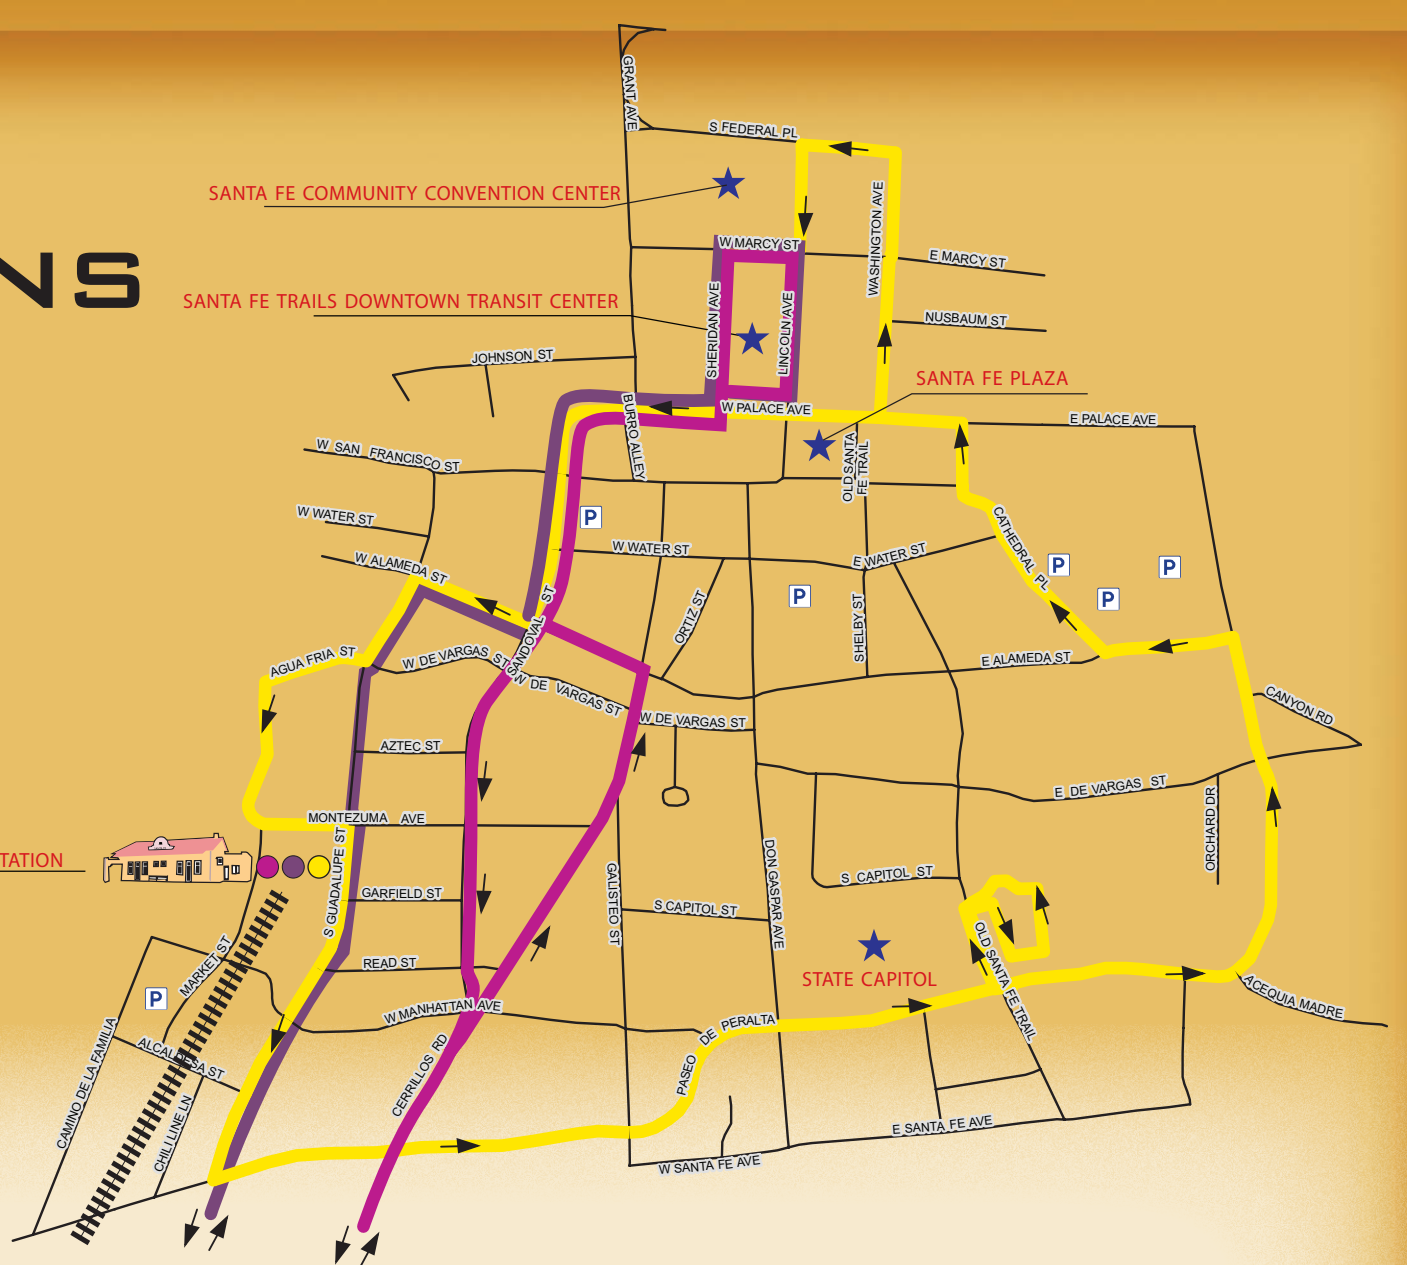 GRANT AVE
S FEDERAL PL
SANTA FE COMMUNITY CONVENTION CENTER
W MARCY ST
WASHINGTON AVE
E MARCY ST
NS
SANTA FE TRAILS DOWNTOWN TRANSIT CENTER
SHERIDAN AVE
LINCOLN AVE
NUSBAUM ST
JOHNSON ST
SANTA FE PLAZA
BURRO ALLEY
W PALACE AVE
E PALACE AVE
W SAN FRANCISCO ST
OLD SANTA
FE TRAIL
W WATER ST
P
CATHEDRAL PL
W WATER ST
E WATER ST
W ALAMEDA ST
P
P
P
P
SANDOVAL ST
ORTIZ ST
SHELBY ST
AGUA FRIA ST
W DE VARGAS ST
E ALAMEDA ST
W DE VARGAS ST
W DE VARGAS ST
CANYON RD
AZTEC ST
E DE VARGAS ST
MONTEZUMA AVE
ORCHARD DR
TATION
S GUADALUPE ST
GARFIELD ST
GALISTEO ST
DON GASPAR AVE
S CAPITOL ST
S CAPITOL ST
MARKET ST
READ ST
STATE CAPITOL
OLD SANTA FE TRAIL
P
W MANHATTAN AVE
ACEQUIA MADRE
PASEO DE PERALTA
CAMINO DE LA FAMILIA
ALCALDESA ST
CERRILLOS RD
CHILI LINE LN
E SANTA FE AVE
W SANTA FE AVE